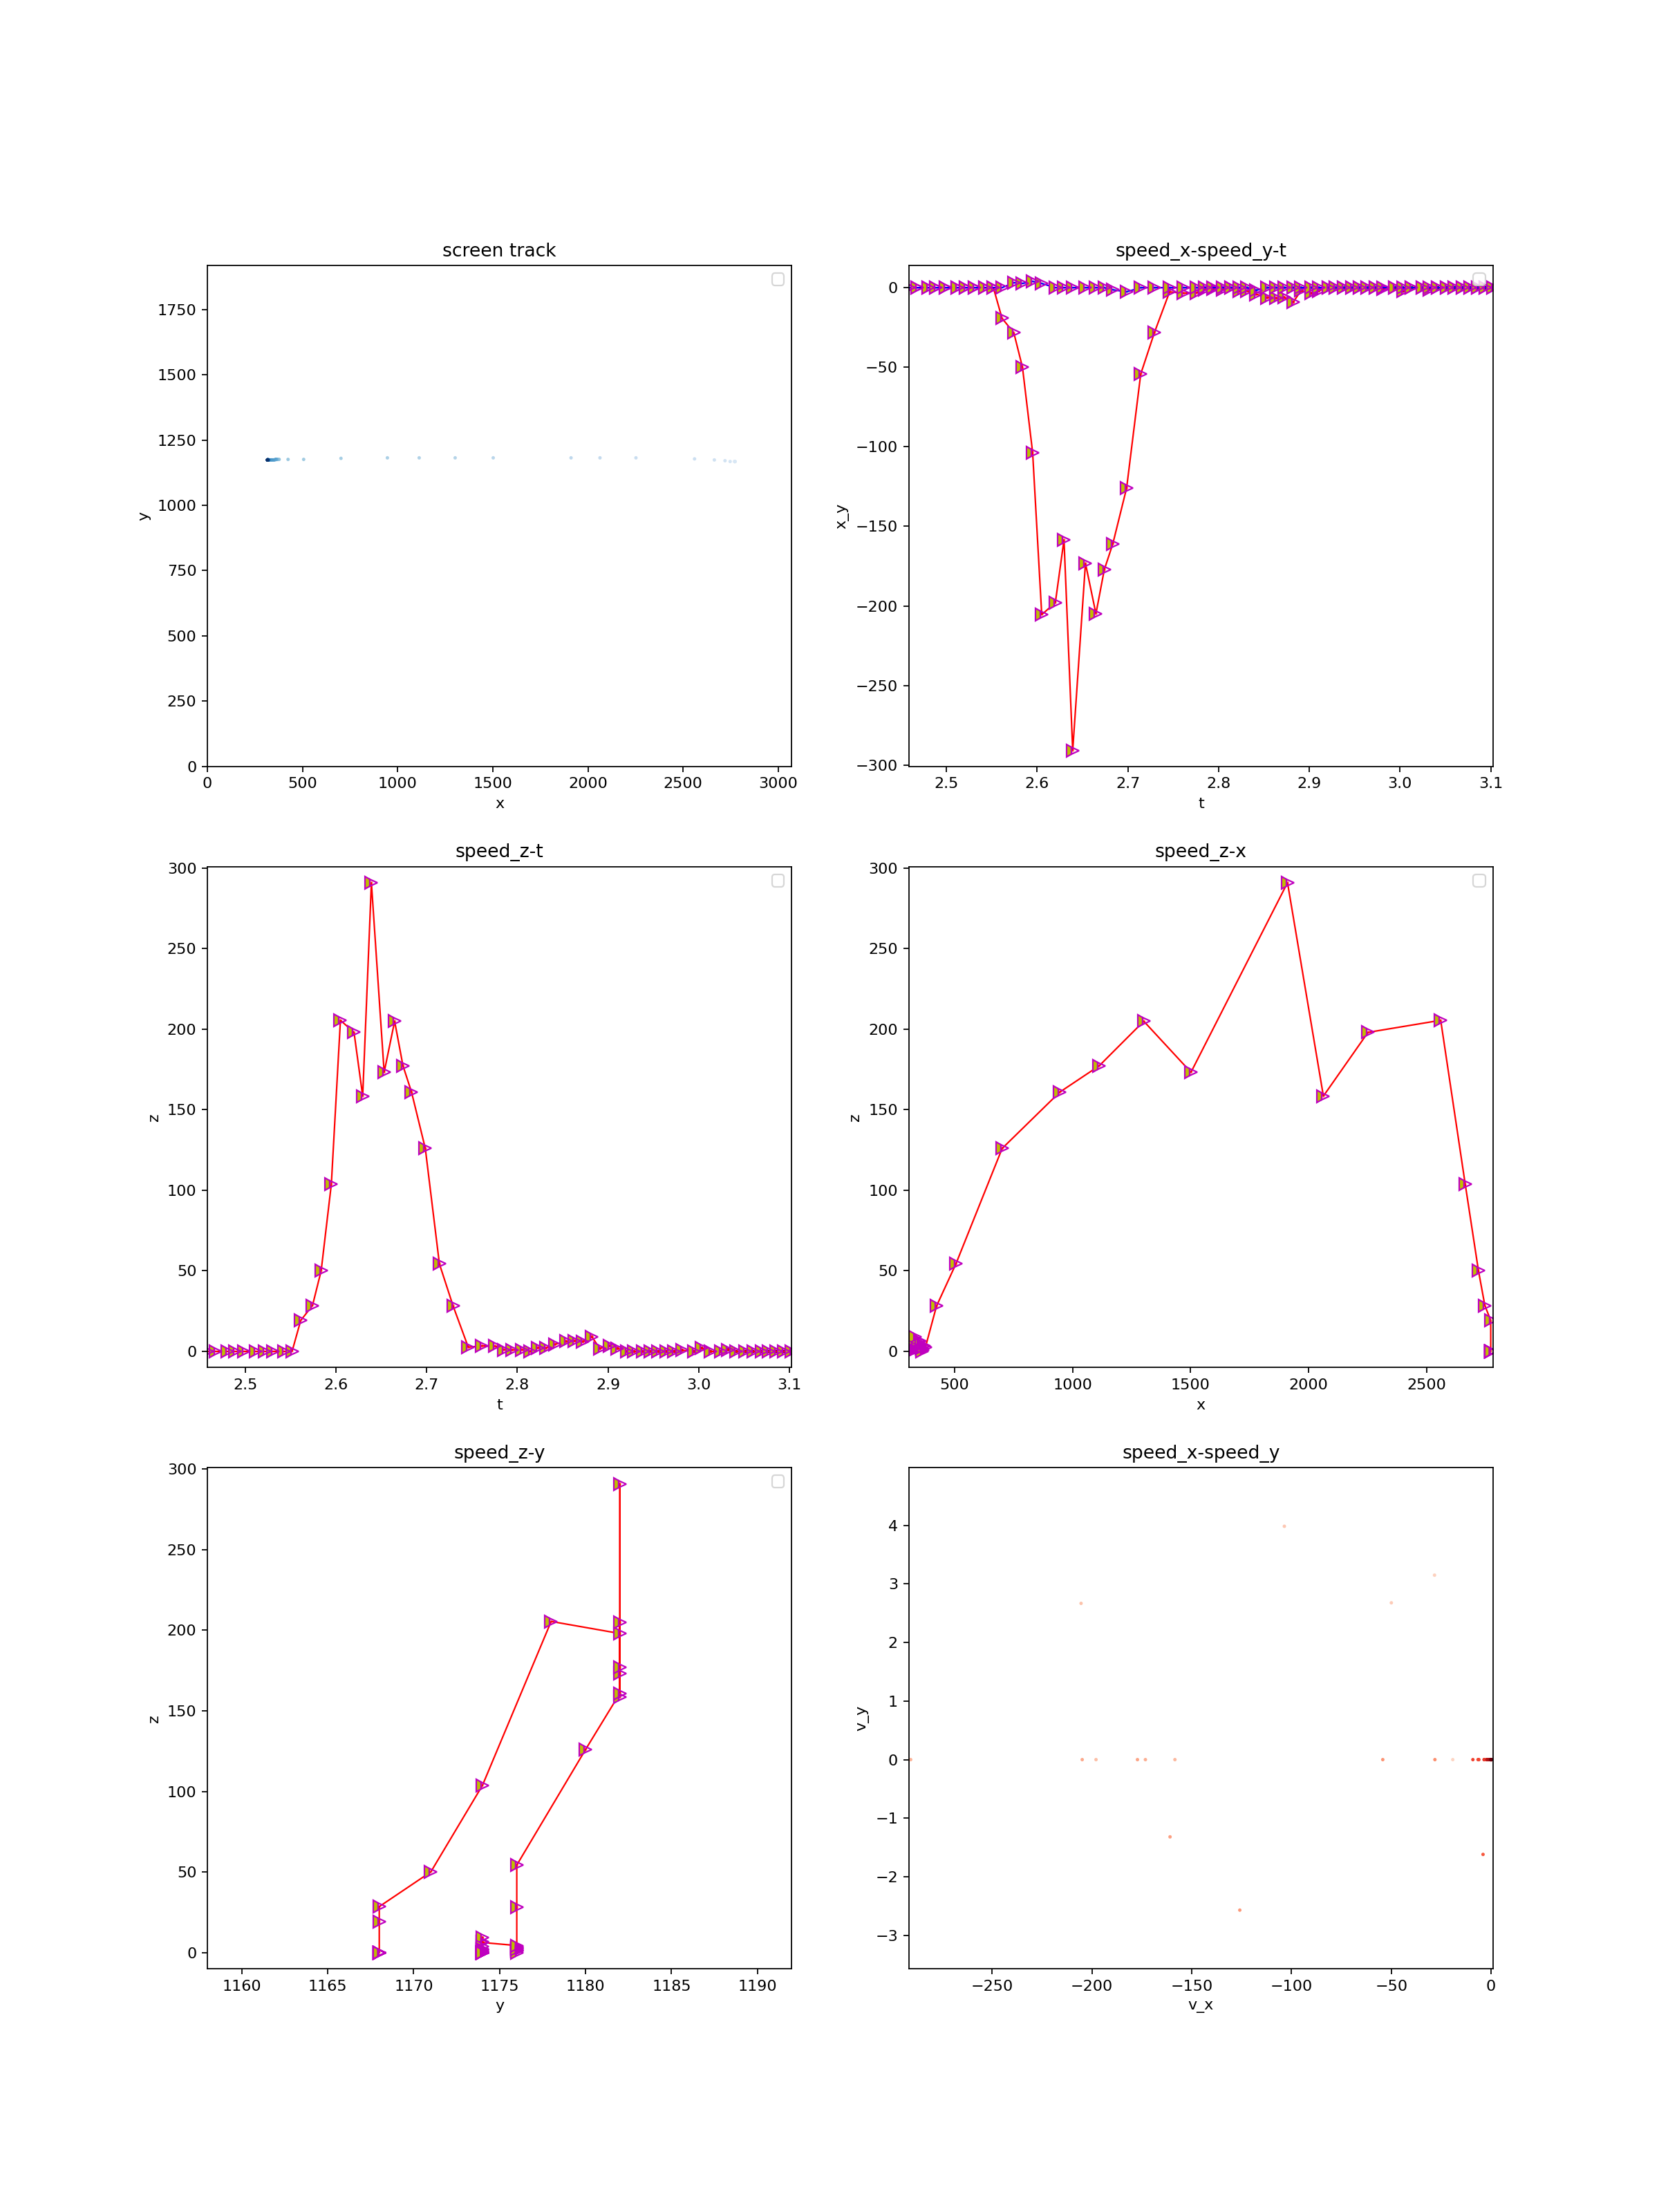 screen track
1750
1500
1250
1000
750
500
250
0
y
0 500 1000 1500 2000 2500 3000
x
speed_x-speed_y-t
0
−50
−100
−150
−200
−250
−300
x_y
2.5 2.6 2.7 2.8 2.9 3.0 3.1
t
speed_z-t
300
250
200
150
100
50
0
z
2.5 2.6 2.7 2.8 2.9 3.0 3.1
t
speed_z-x
300
250
200
150
100
50
0
z
500 1000 1500 2000 2500
x
speed_z-y
300
250
200
150
100
50
0
z
1160 1165 1170 1175 1180 1185 1190
y
speed_x-speed_y
4
3
2
1
0
−1
−2
−3
v_y
−250 −200 −150 −100 −50 0
v_x